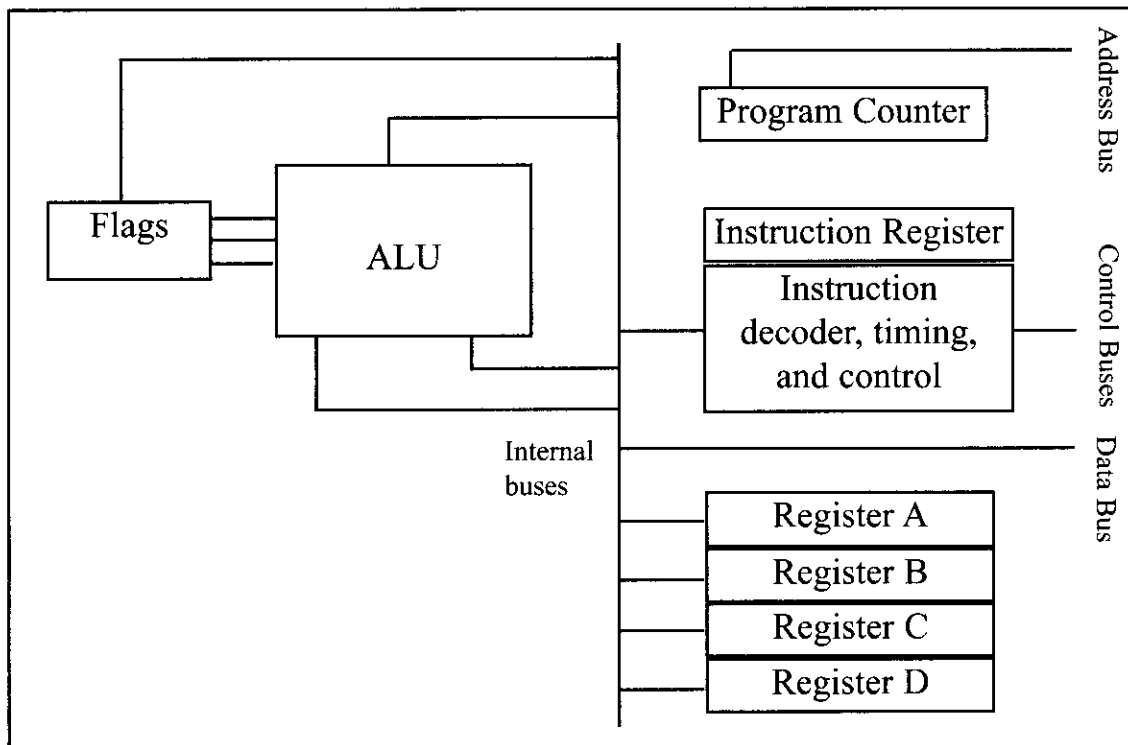 Address Bus
Program Counter
Flags
ALU
Instruction Register
Instruction
decoder, timing,
and control
Control Buses
Internal
buses
Data Bus
Register A
Register B
Register C
Register D